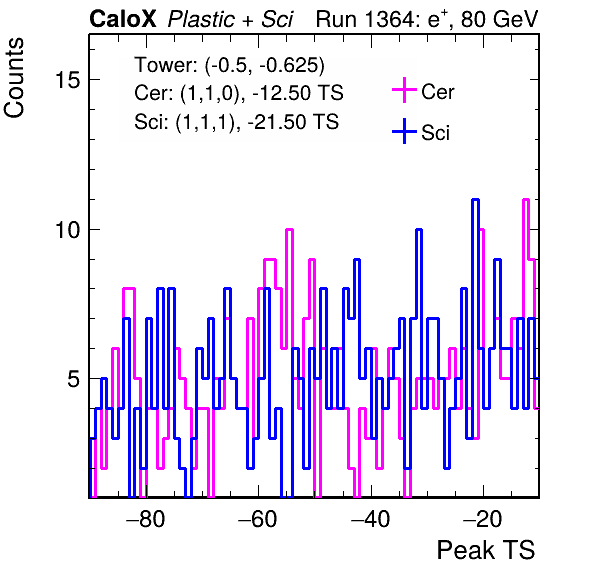 CaloX Plastic + Sci Run 1364: e+, 80 GeV
Counts
Tower: (-0.5, -0.625)
Cer: (1,1,0), -12.50 TS
Sci: (1,1,1), -21.50 TS
Cer
Sci
15
10
5
−80 −60 −40 −20
Peak TS